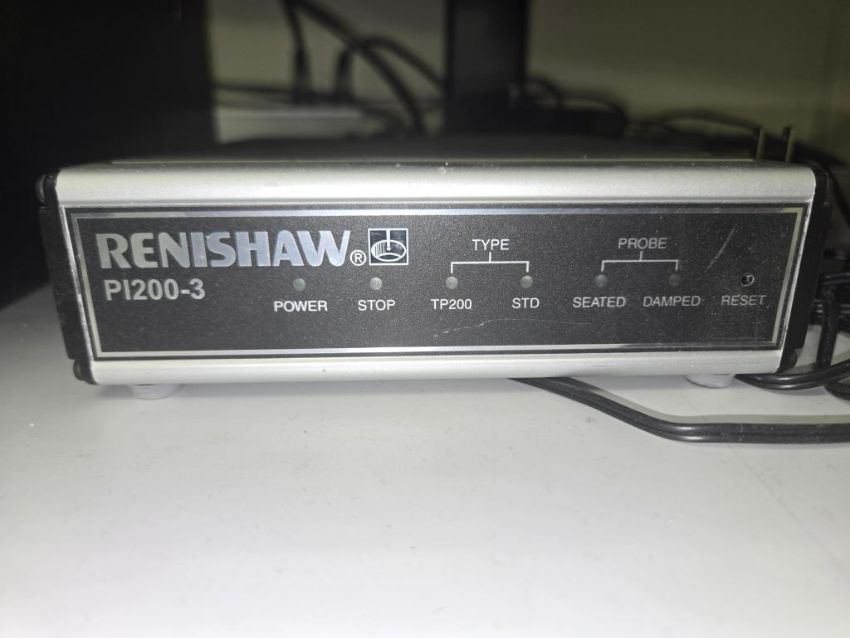 RENISHAW®
PI200-3
TYPE
PROBE
POWER
STOP
TP200
STD
SEATED
DAMPED
RESET